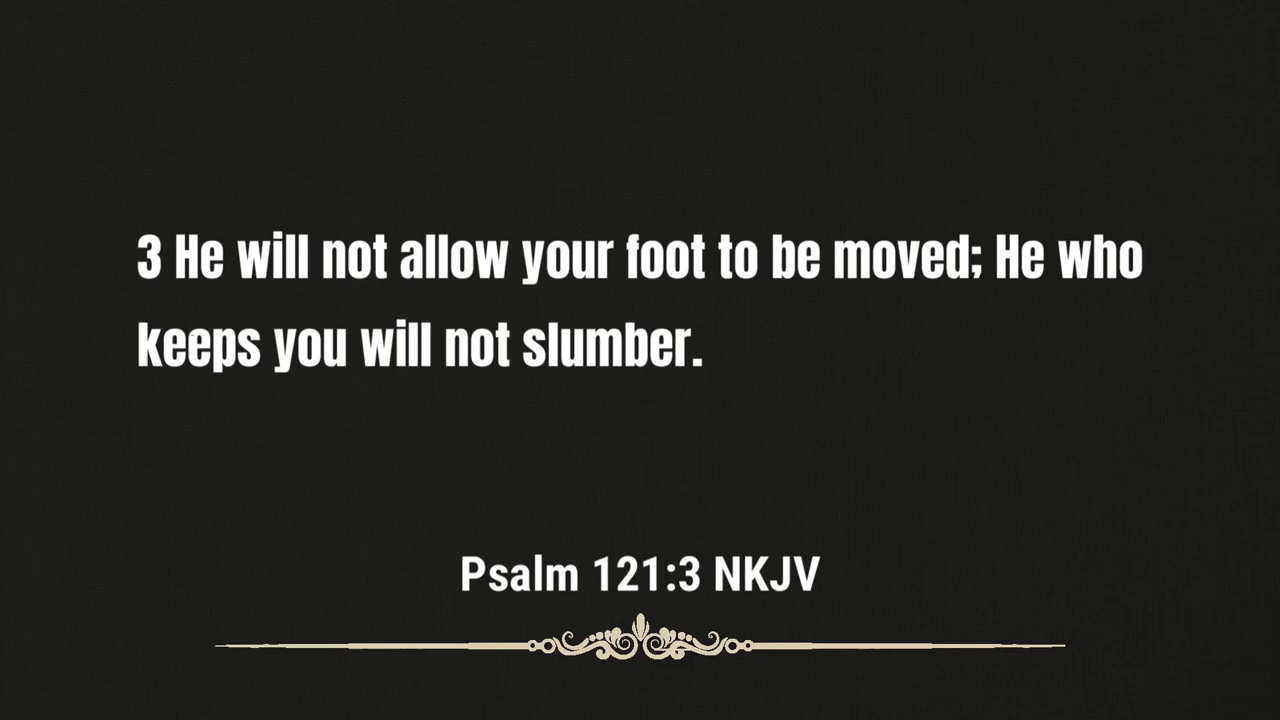 3 He will not allow your foot to be moved; He who
keeps you will not slumber.
Psalm 121:3 NKJV